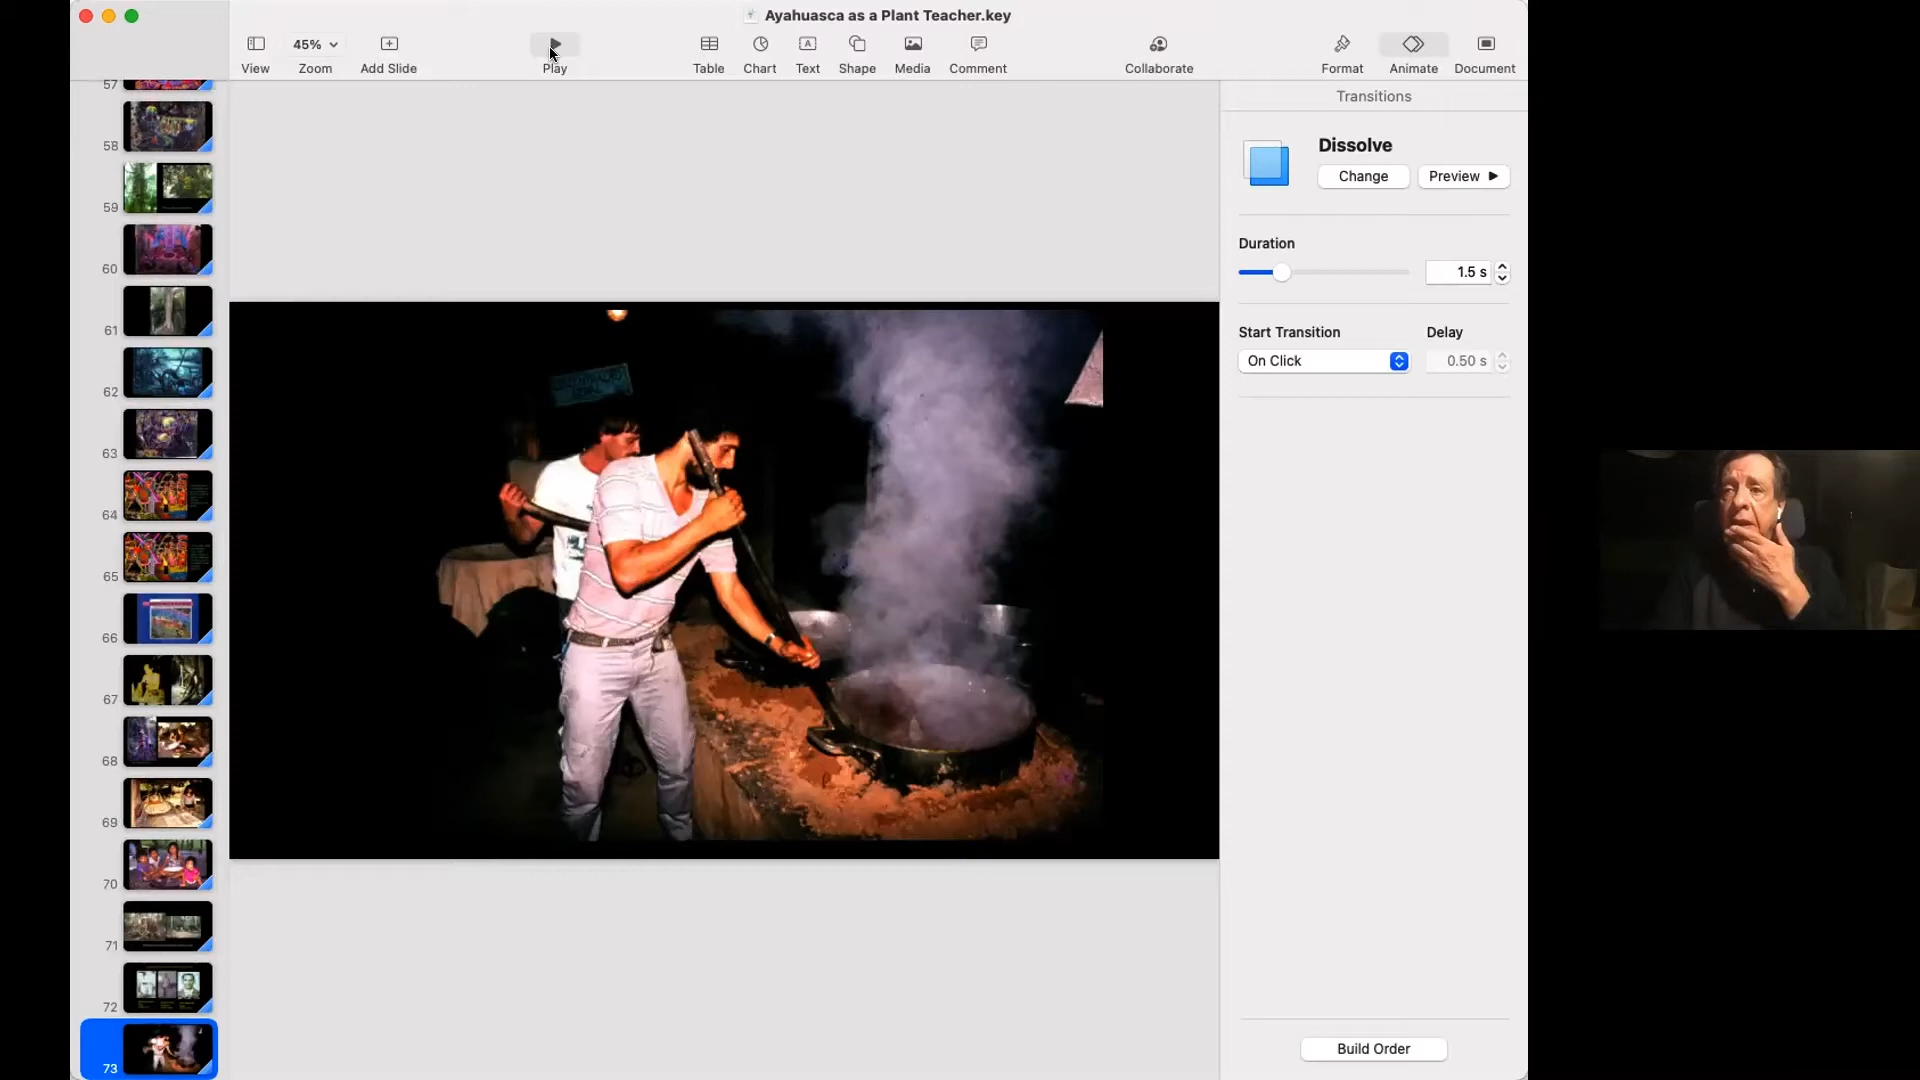 Ayahuasca as a Plant Teacher.key
View
45%
Zoom
Add Slide
Play
Table
Chart
Text
Shape
Media
Comment
Collaborate
Format
Animate
Document
57
58
59
60
61
62
63
64
65
66
67
68
69
70
71
72
73
Transitions
Dissolve
Change
Preview
Duration
1.5 s
Start Transition
Delay
On Click
0.50 s
Build Order